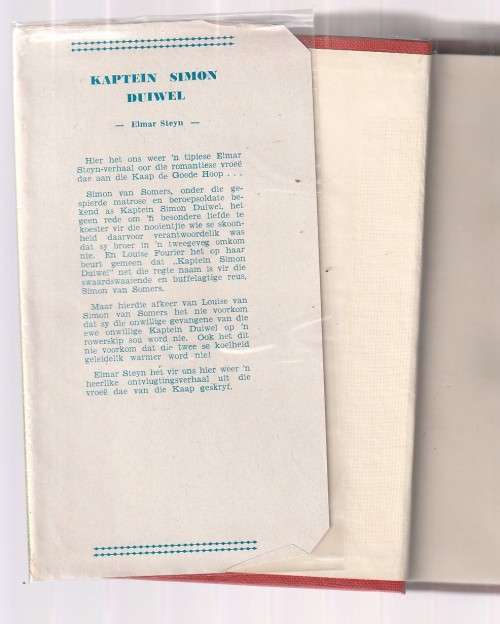 KAPTEIN SIMON
DUIWEL
— Elmar Steyn —
Hier het ons weer 'n tipiese Elmar
Steyn-verhaal oor die romantiese vroeë
dae aan die Kaap de Goede Hoop . . .
Simon van Somers, onder die ge-
spierde matrose en beroepsoldate be-
kend as Kaptein Simon Duiwel, het
geen rede om 'n besondere liefde te
koester vir die nooientjie wie se skoon-
heid daarvoor verantwoordelik was
dat sy broer in 'n tweegeveg omkom
nie. En Louise Fourier het op haar
beurt gemeen dat „Kaptein Simon
Duiwel" net die regte naam is vir die
swaardswaaiende en buffelagtige reus,
Simon van Somers.
Maar hierdie afkeer van Louise van
Simon van Somers het nie voorkom
dat sy die onwillige gevangene van die
ewe onwillige Kaptein Duiwel op 'n
rowerskip sou word nie. Ook het dit
nie voorkom dat die twee se koelheid
geleidelik warmer word nie!
Elmar Steyn het vir ons hier weer 'n
heerlike ontvlugtingsverhaal uit die
vroeë dae van die Kaap geskryf.